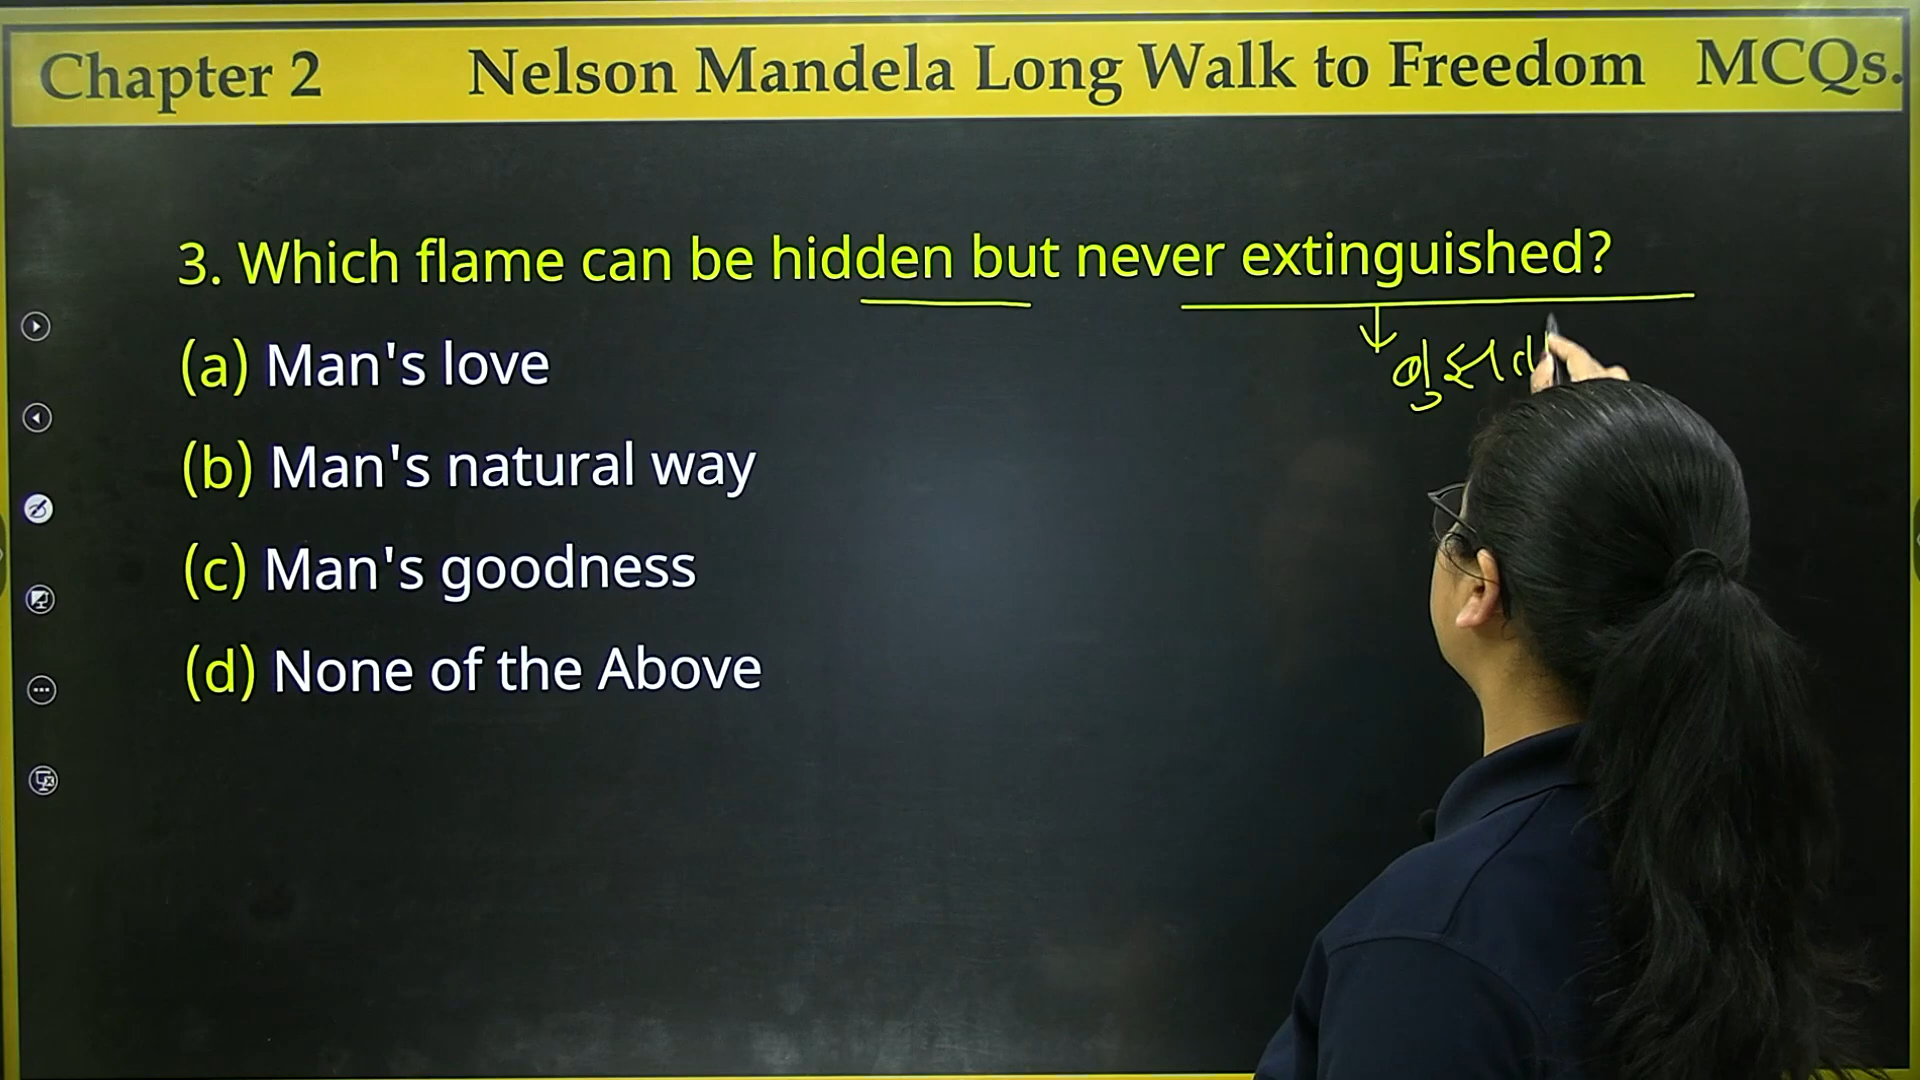 Chapter 2 Nelson Mandela Long Walk to Freedom MCQs.
3. Which flame can be hidden but never extinguished?
(a) Man's love
(b) Man's natural way
(c) Man's goodness
(d) None of the Above